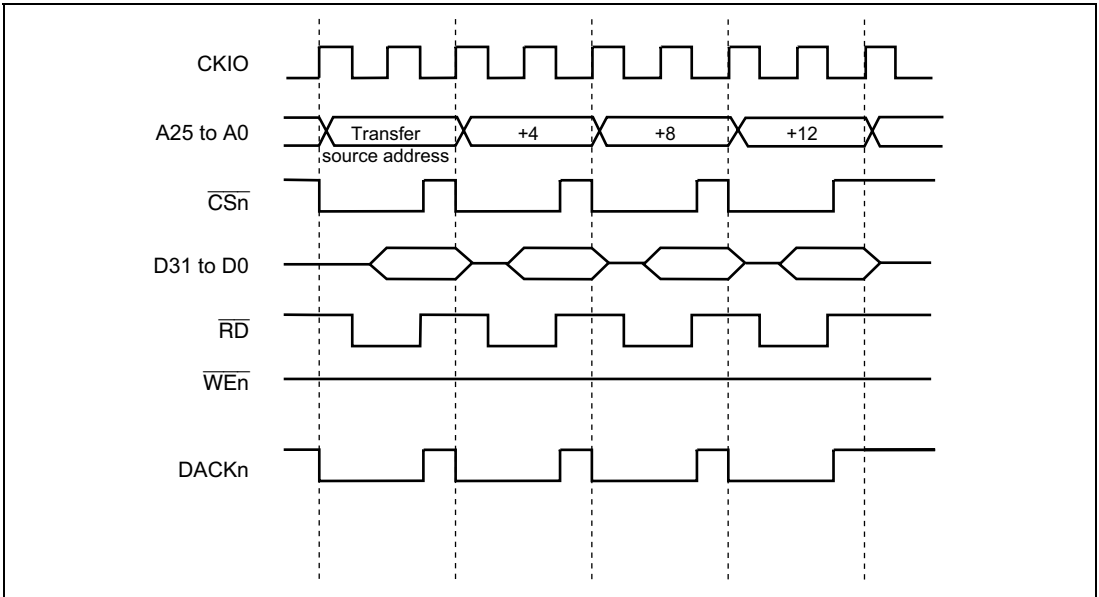 CKIO
A25 to A0
Transfer
source address
+4
+8
+12
CSn
D31 to D0
RD
WEn
DACKn